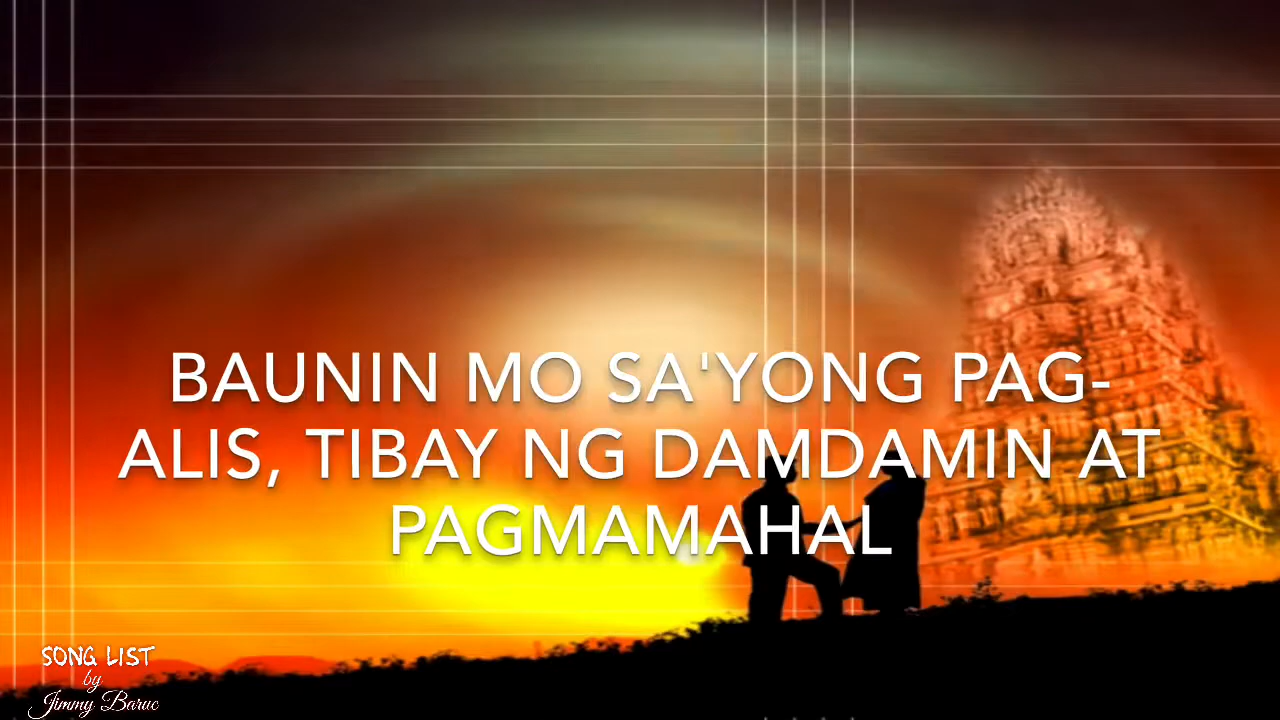 BAUNIN MO SA'YONG PAG-
ALIS, TIBAY NG DAMDAMIN AT
PAGMAMAHAL
SONG LIST
by
Jimmy Baruc